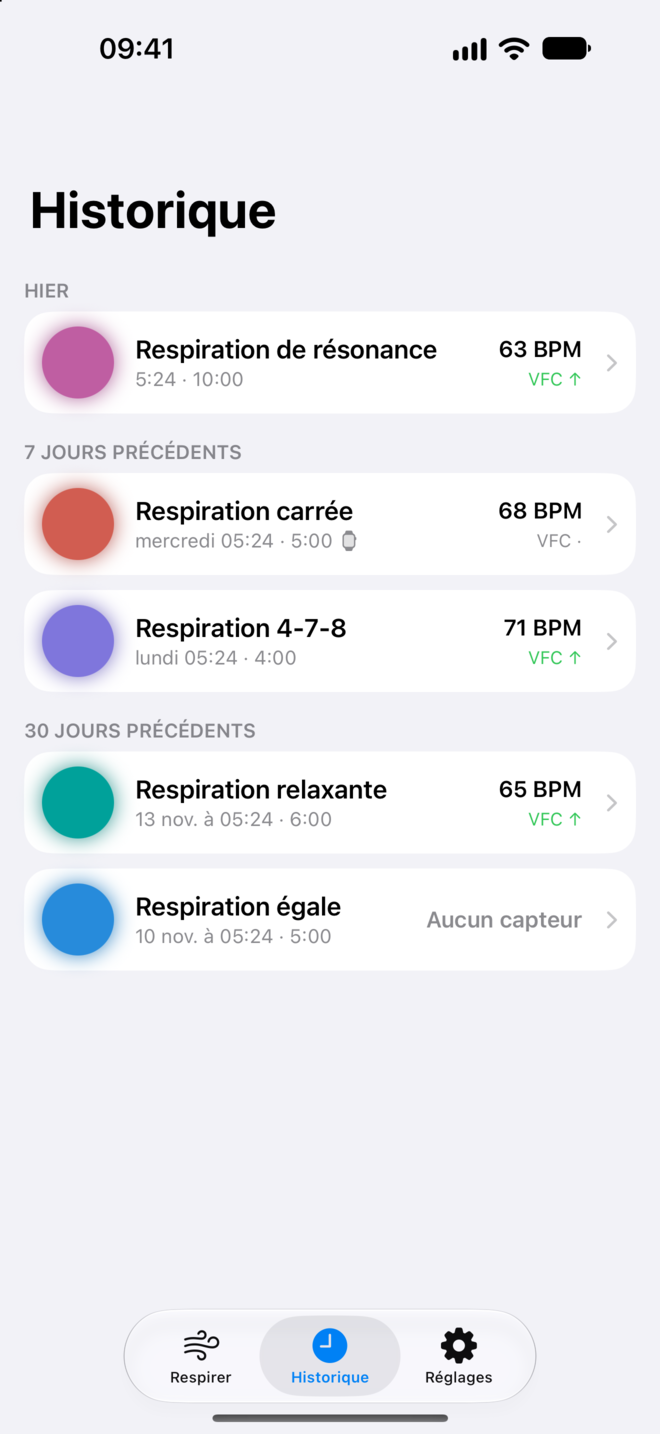 09:41
Historique
HIER
Respiration de résonance
63 BPM
5:24 · 10:00
VFC ↑
7 JOURS PRÉCÉDENTS
Respiration carrée
68 BPM
mercredi 05:24 · 5:00
VFC ·
Respiration 4-7-8
71 BPM
lundi 05:24 · 4:00
VFC ↑
30 JOURS PRÉCÉDENTS
Respiration relaxante
65 BPM
13 nov. à 05:24 · 6:00
VFC ↑
Respiration égale
Aucun capteur
10 nov. à 05:24 · 5:00
Respirer
Historique
Réglages